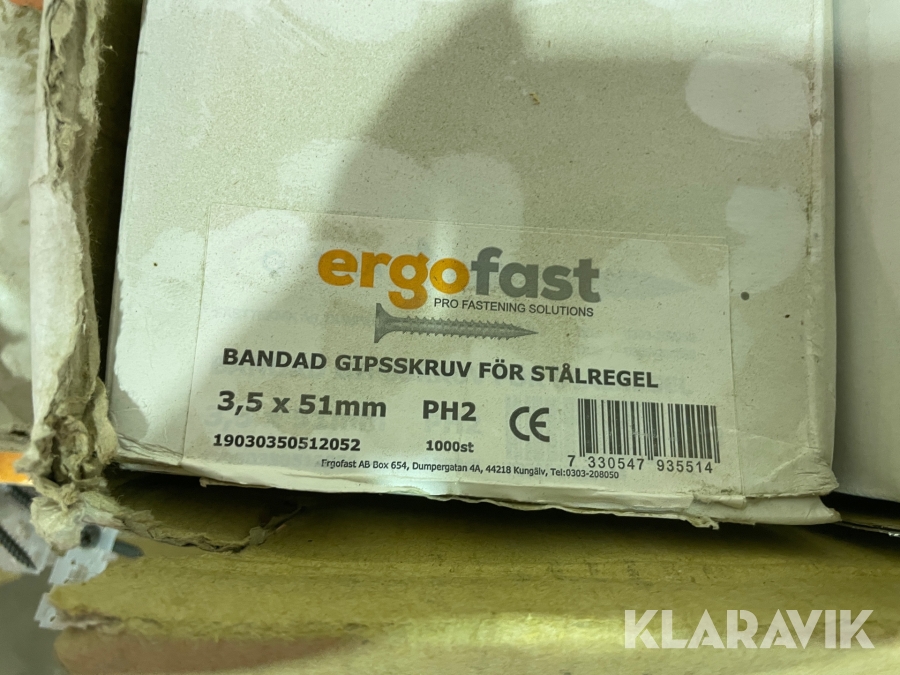 ergofast
PRO FASTENING SOLUTIONS
BANDAD GIPSSKRUV FÖR STÅLREGEL
3,5 x 51mm PH2 CE
19030350512052 1000st 7 330547 935514
Ergofast AB Box 654, Dumpergatan 4A, 44218 Kungälv, Tel:0303-208050
KLARAVIK